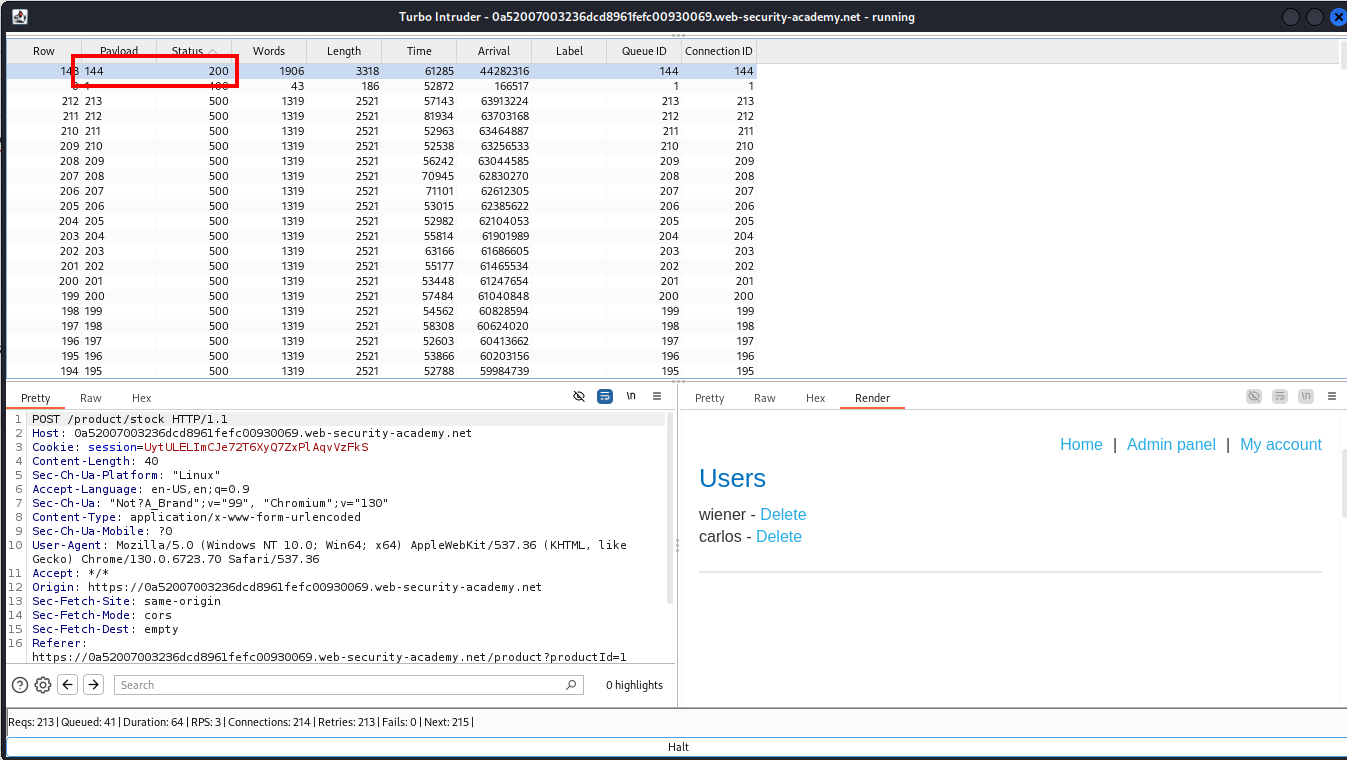 Turbo Intruder - 0a52007003236dcd8961fefc00930069.web-security-academy.net - running
Row Payload Status Words Length Time Arrival Label Queue ID Connection ID
143 144 200 1906 3318 61285 44282316 144 144
0 1 400 43 186 52872 166517 1 1
212 213 500 1319 2521 57143 63913224 213 213
211 212 500 1319 2521 81934 63703168 212 212
210 211 500 1319 2521 52963 63464887 211 211
209 210 500 1319 2521 52538 63256533 210 210
208 209 500 1319 2521 56242 63044585 209 209
207 208 500 1319 2521 70945 62830270 208 208
206 207 500 1319 2521 71101 62612305 207 207
205 206 500 1319 2521 53015 62385622 206 206
204 205 500 1319 2521 52982 62104053 205 205
203 204 500 1319 2521 55814 61901989 204 204
202 203 500 1319 2521 63166 61686605 203 203
201 202 500 1319 2521 55177 61465534 202 202
200 201 500 1319 2521 53448 61247654 201 201
199 200 500 1319 2521 57484 61040848 200 200
198 199 500 1319 2521 54562 60828594 199 199
197 198 500 1319 2521 58308 60624020 198 198
196 197 500 1319 2521 52603 60413662 197 197
195 196 500 1319 2521 53866 60203156 196 196
194 195 500 1319 2521 52788 59984739 195 195
Pretty Raw Hex \n
1 POST /product/stock HTTP/1.1
2 Host: 0a52007003236dcd8961fefc00930069.web-security-academy.net
3 Cookie: session=UytULELImCJe72T6XyQ7ZxPlAqvVzFkS
4 Content-Length: 40
5 Sec-Ch-Ua-Platform: "Linux"
6 Accept-Language: en-US,en;q=0.9
7 Sec-Ch-Ua: "Not?A_Brand";v="99", "Chromium";v="130"
8 Content-Type: application/x-www-form-urlencoded
9 Sec-Ch-Ua-Mobile: ?0
10 User-Agent: Mozilla/5.0 (Windows NT 10.0; Win64; x64) AppleWebKit/537.36 (KHTML, like
Gecko) Chrome/130.0.6723.70 Safari/537.36
11 Accept: */*
12 Origin: https://0a52007003236dcd8961fefc00930069.web-security-academy.net
13 Sec-Fetch-Site: same-origin
14 Sec-Fetch-Mode: cors
15 Sec-Fetch-Dest: empty
16 Referer:
https://0a52007003236dcd8961fefc00930069.web-security-academy.net/product?productId=1
Search 0 highlights
Pretty Raw Hex Render \n
Home | Admin panel | My account
Users
wiener - Delete
carlos - Delete
Reqs: 213 | Queued: 41 | Duration: 64 | RPS: 3 | Connections: 214 | Retries: 213 | Fails: 0 | Next: 215 |
Halt